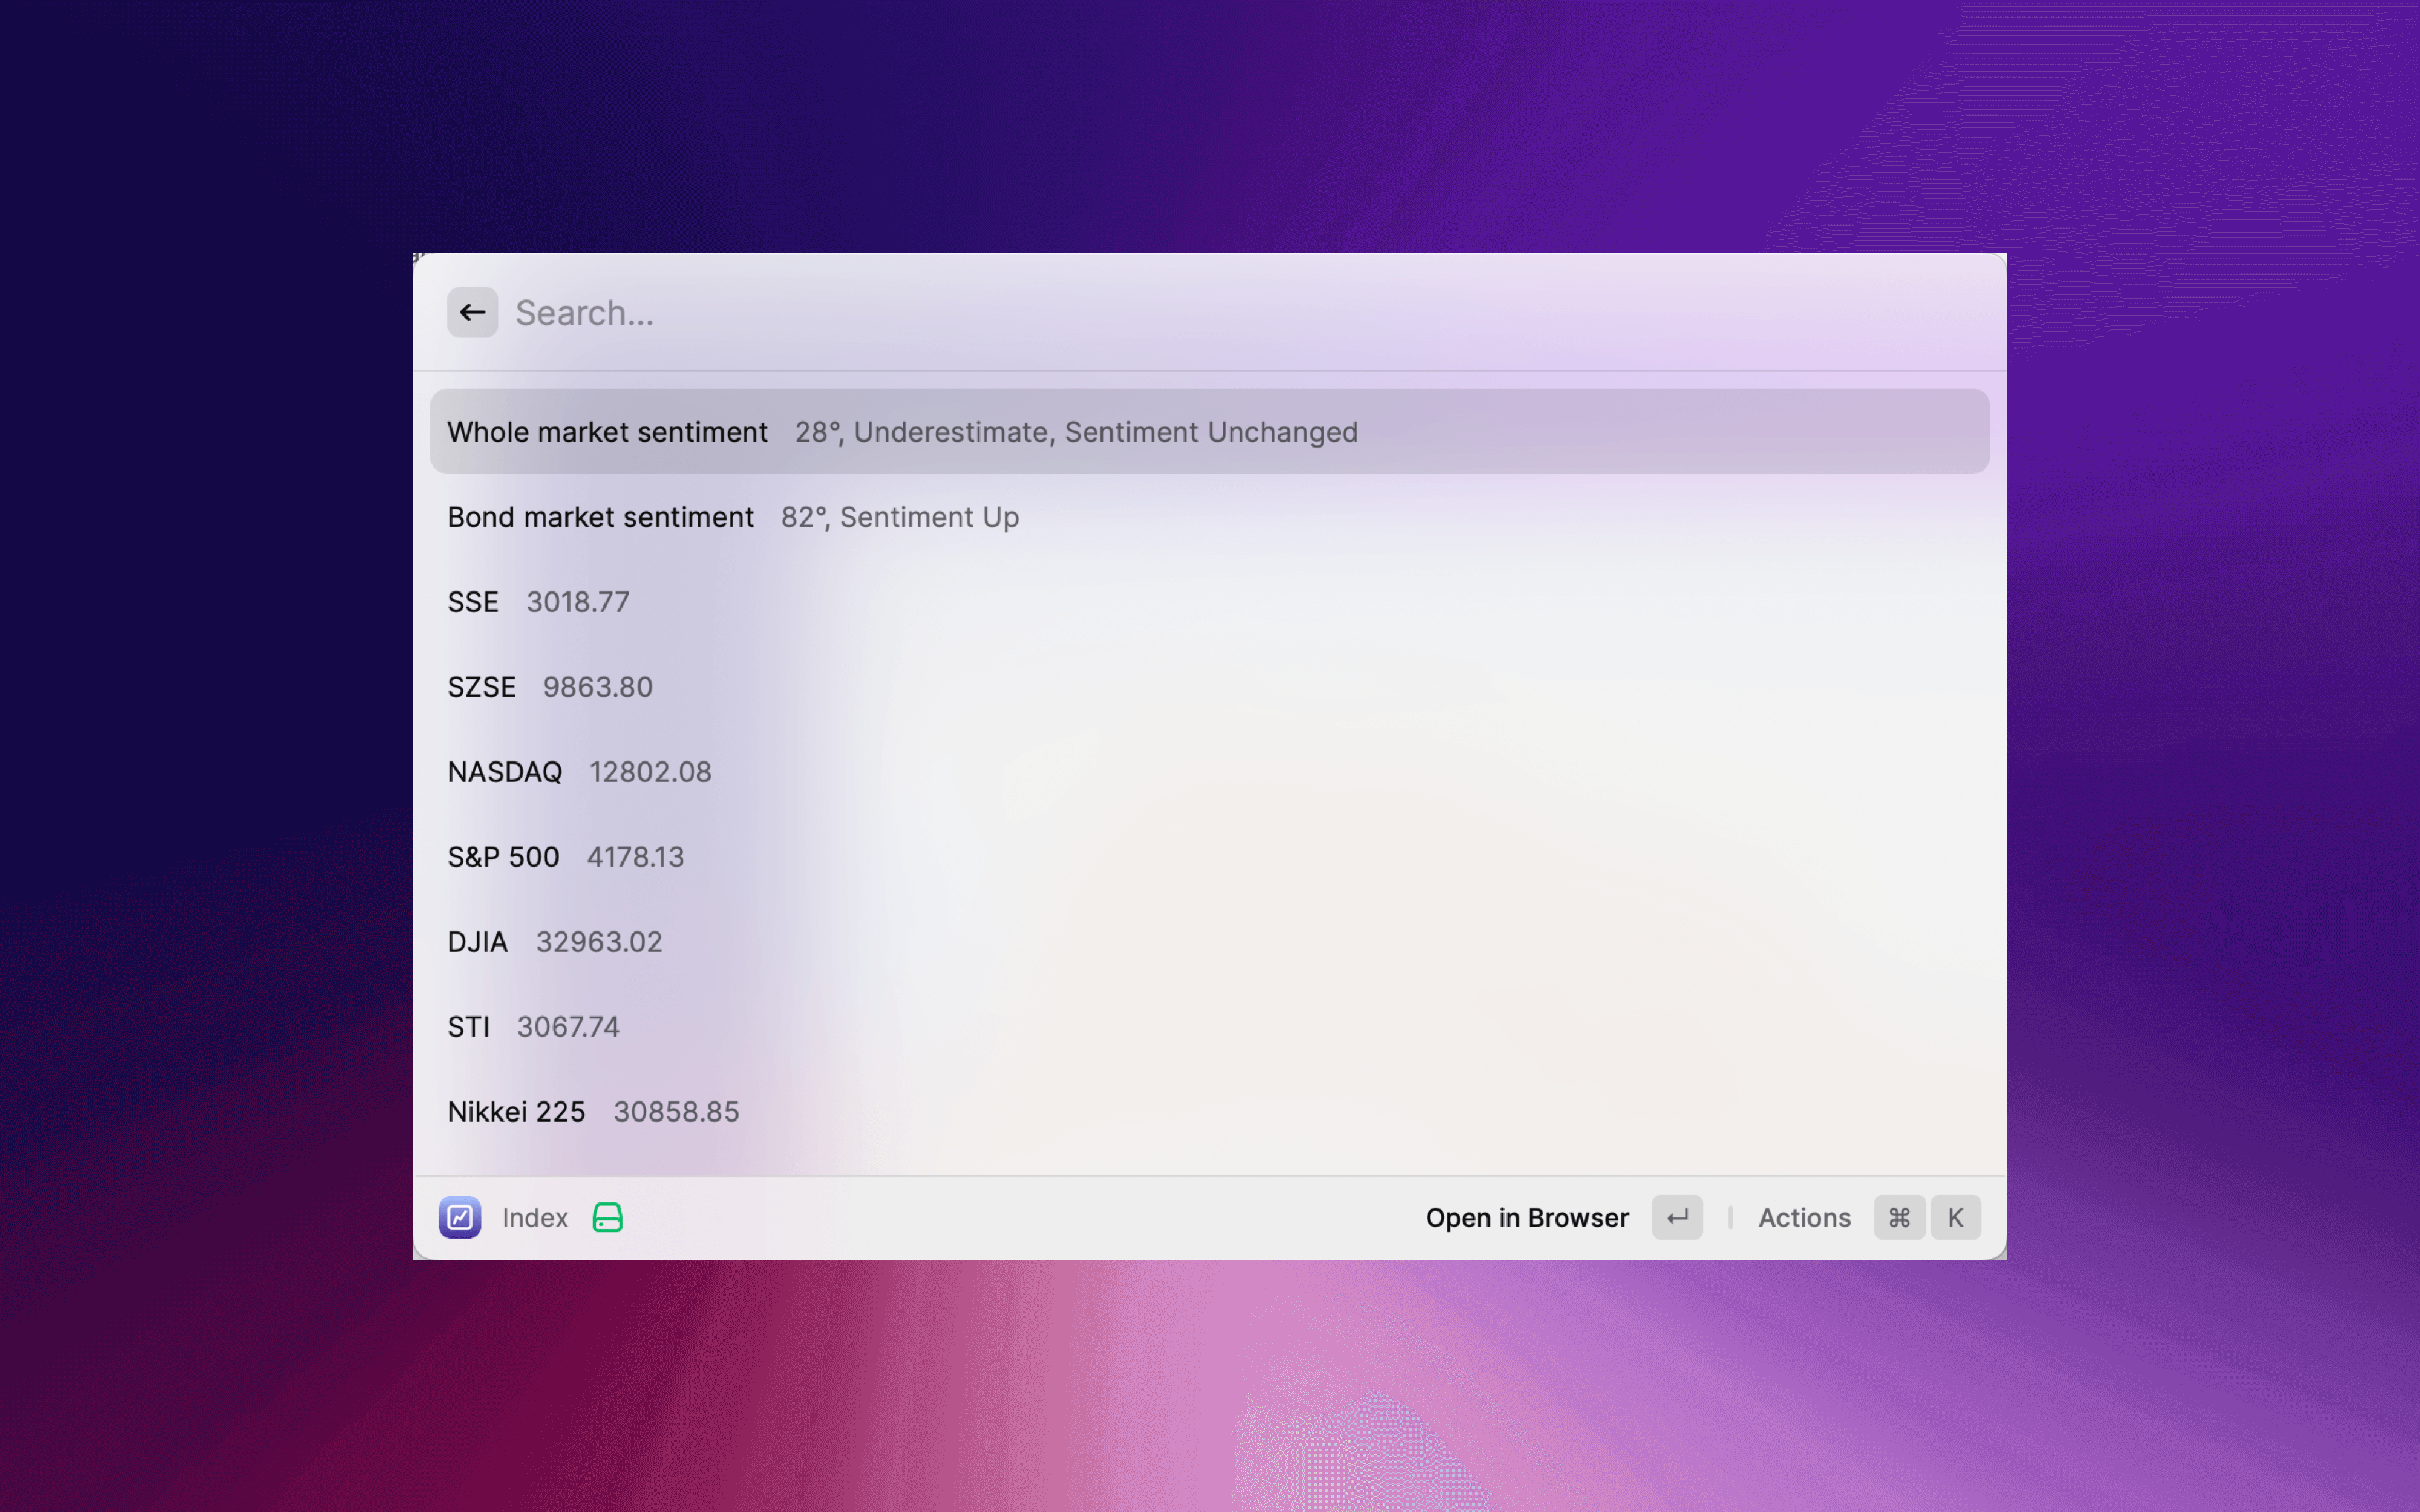 Search...
Whole market sentiment 28°, Underestimate, Sentiment Unchanged
Bond market sentiment 82°, Sentiment Up
SSE 3018.77
SZSE 9863.80
NASDAQ 12802.08
S&P 500 4178.13
DJIA 32963.02
STI 3067.74
Nikkei 225 30858.85
Index Open in Browser ↵ Actions ⌘ K